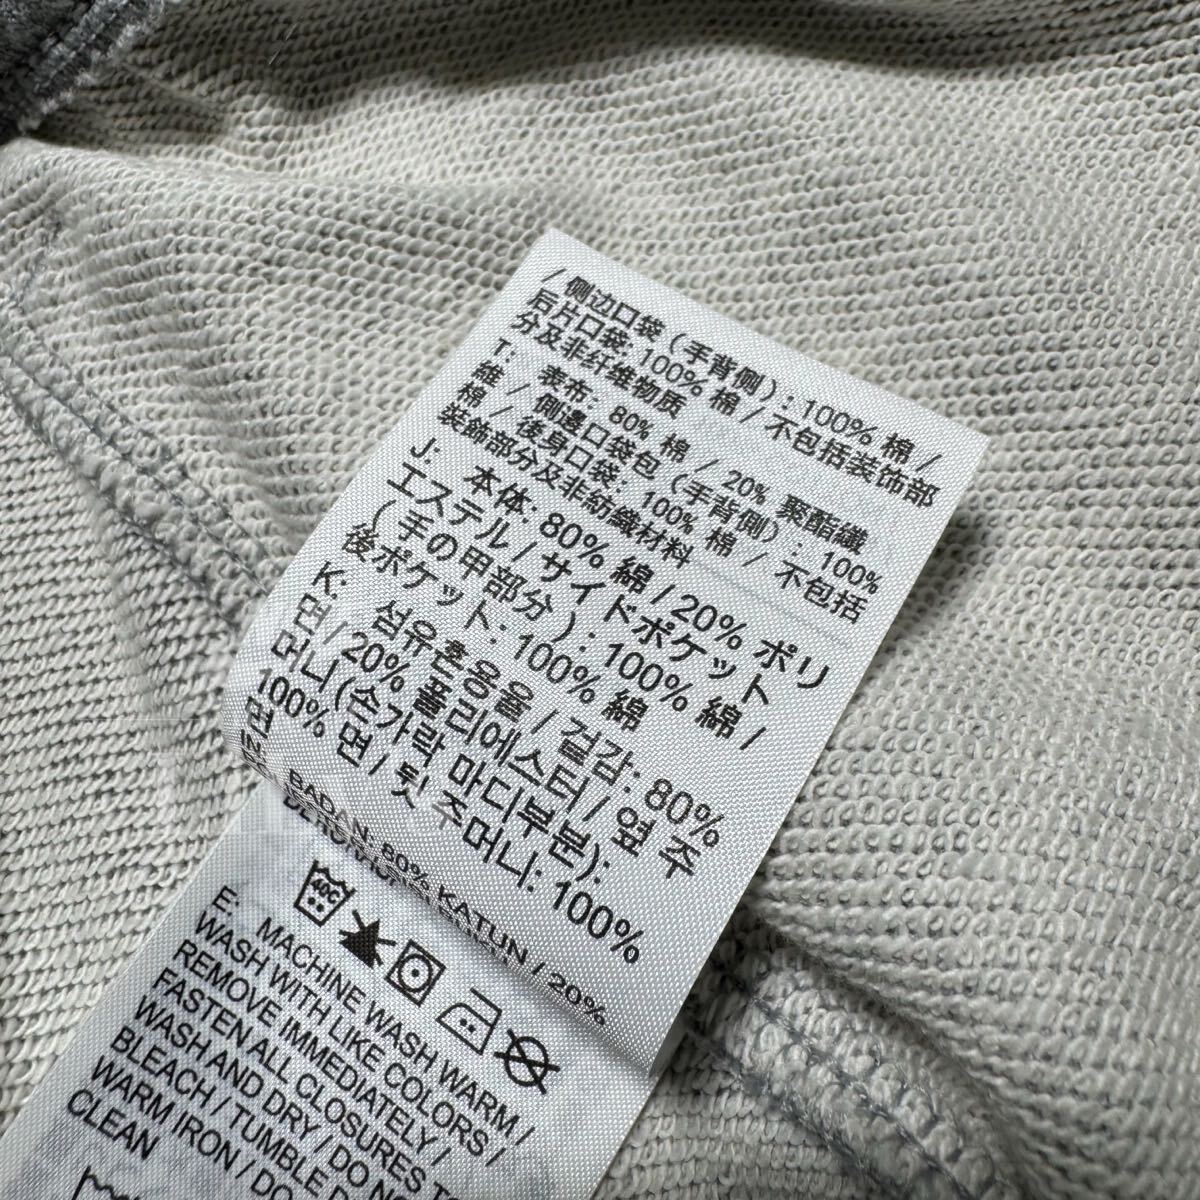 / 侧边口袋 (手背侧) : 100% 棉 /
后片口袋: 100% 棉 / 不包括装饰部
分及非纤维物质
T: 表布: 80% 棉 / 20% 聚酯纖
維 / 側邊口袋包 (手背側) : 100%
棉 / 後身口袋: 100% 棉 / 不包括
裝飾部分及非紡織材料
J: 本体: 80% 綿 / 20% ポリ
エステル / サイドポケット
(手の甲部分) : 100% 綿 /
後ポケット: 100% 綿
K: 섬유혼용율 / 겉감: 80%
면 / 20% 폴리에스터 / 옆 주
머니 (손가락 마디부분):
100% 면 / 뒷 주머니: 100%
면
BADAN: 80% KATUN / 20%
40C
E: MACHINE WASH WARM /
WASH WITH LIKE COLORS /
REMOVE IMMEDIATELY /
FASTEN ALL CLOSURES TO
WASH AND DRY / DO NO
BLEACH / TUMBLE D
WARM IRON / DO
CLEAN